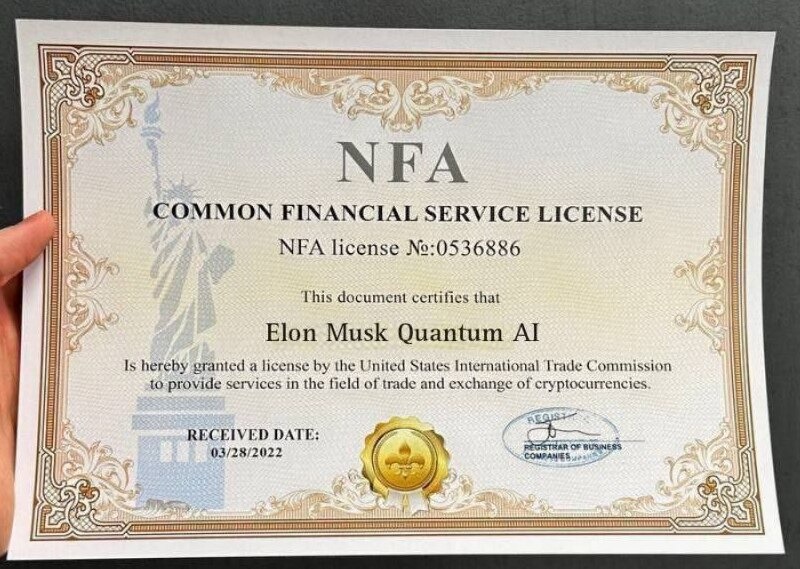 NFA
COMMON FINANCIAL SERVICE LICENSE
NFA license №:0536886
This document certifies that
Elon Musk Quantum AI
Is hereby granted a license by the United States International Trade Commission
to provide services in the field of trade and exchange of cryptocurrencies.
RECEIVED DATE:
03/28/2022
REGISTRAR OF BUSINESS
COMPANIES